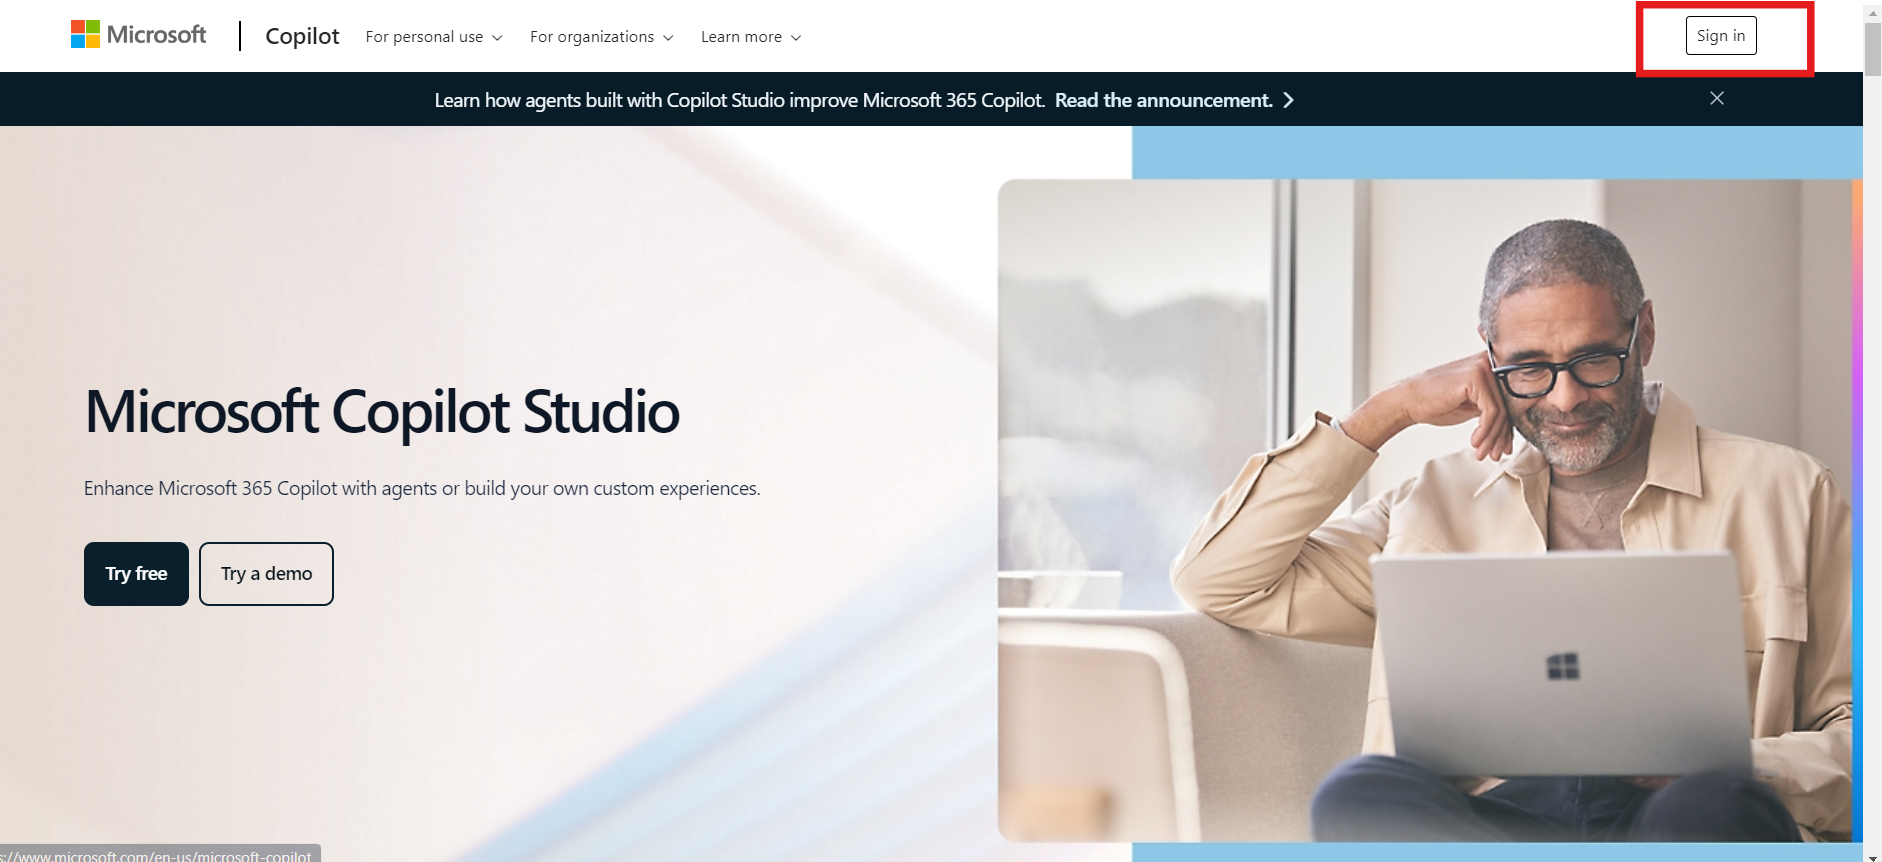 Microsoft
Copilot
For personal use
For organizations
Learn more
Sign in
Learn how agents built with Copilot Studio improve Microsoft 365 Copilot. Read the announcement.
Microsoft Copilot Studio
Enhance Microsoft 365 Copilot with agents or build your own custom experiences.
Try free
Try a demo
s://www.microsoft.com/en-us/microsoft-copilot